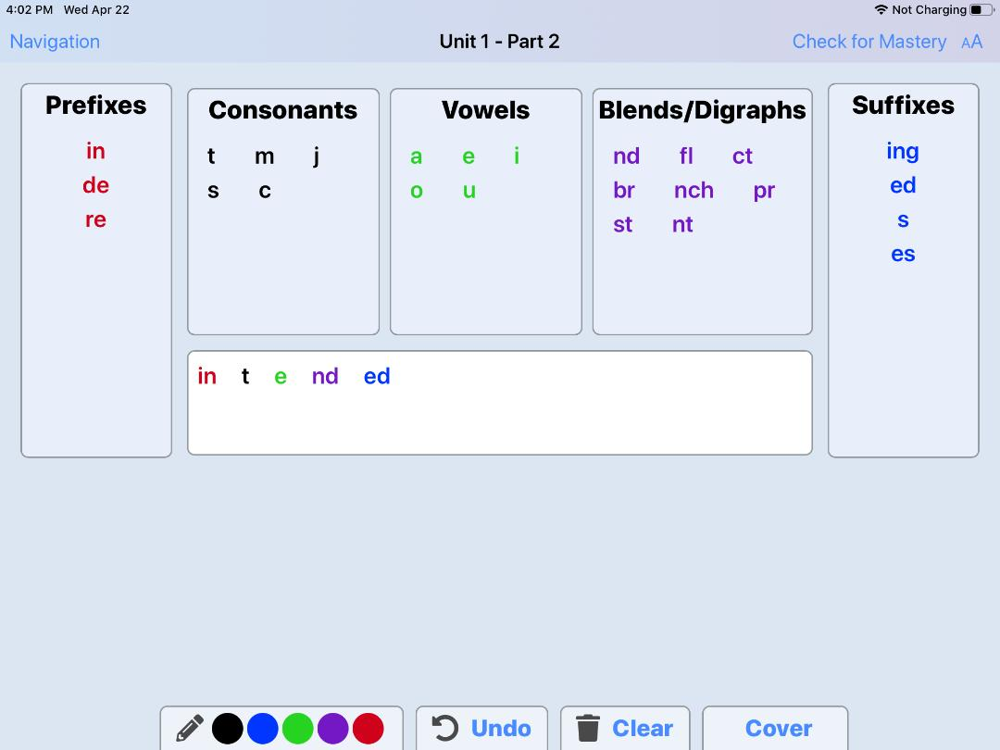 4:02 PM Wed Apr 22
Not Charging
Navigation
Unit 1 - Part 2
Check for Mastery AA
Prefixes
in
de
re
Consonants
t m j
s c
Vowels
a e i
o u
Blends/Digraphs
nd fl ct
br nch pr
st nt
Suffixes
ing
ed
s
es
in t e nd ed
Undo
Clear
Cover